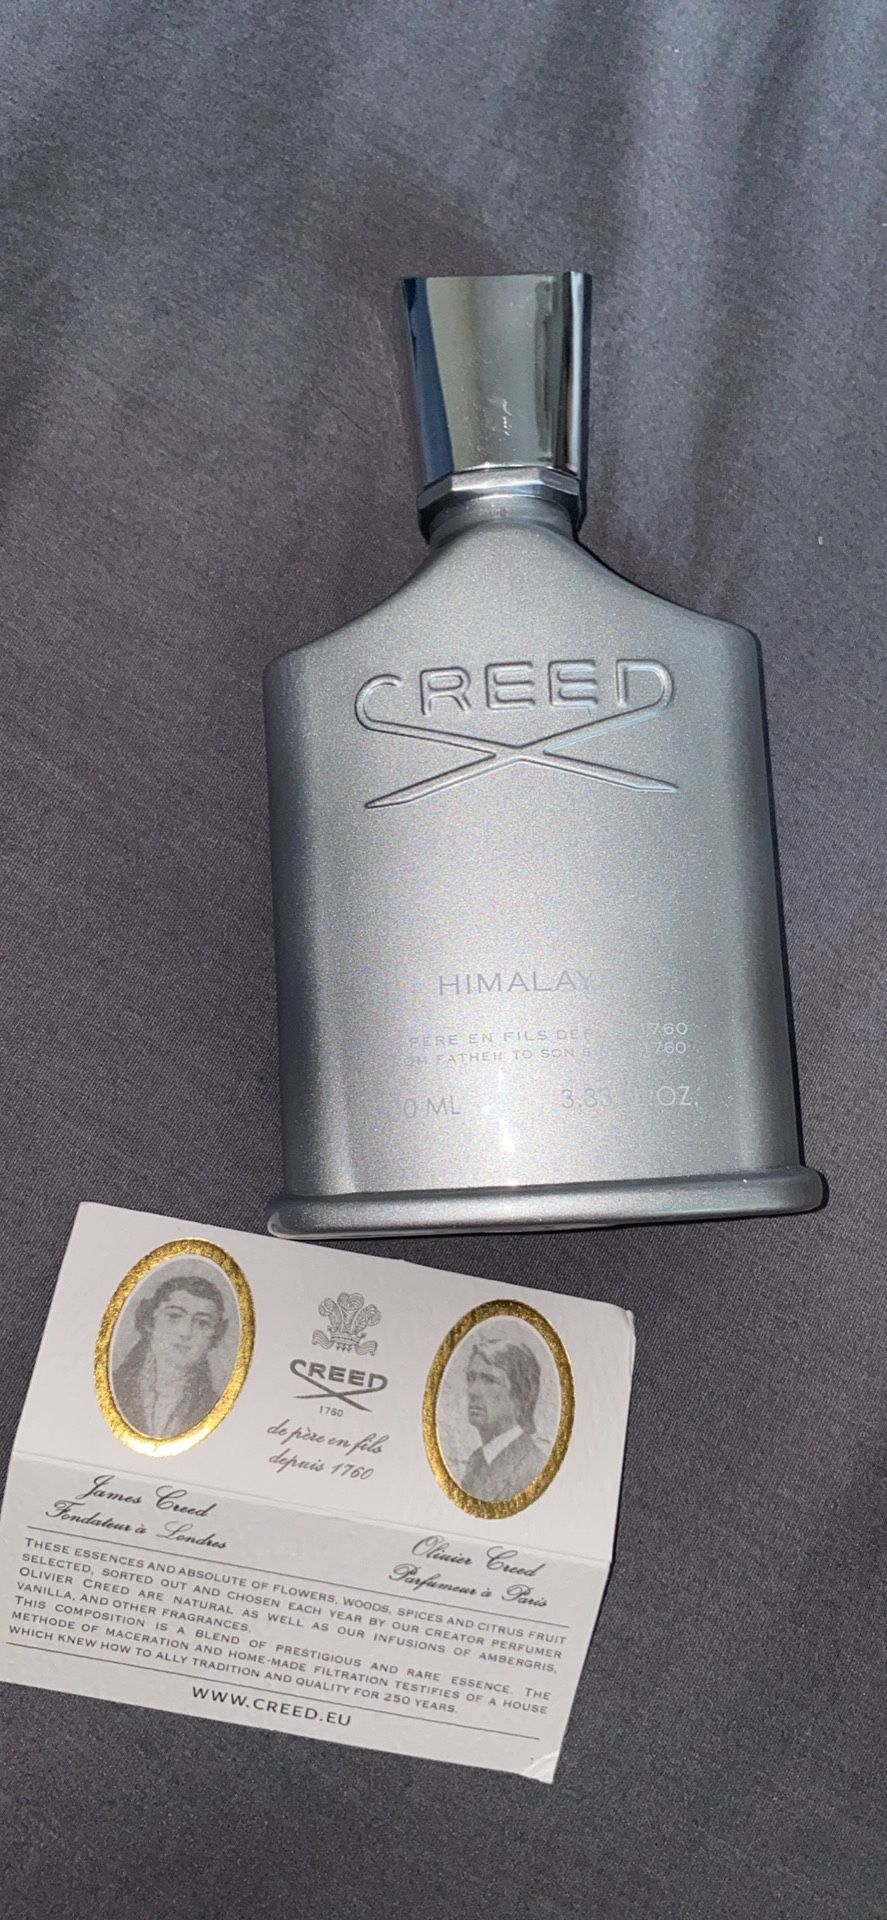 CREED
HIMALAY
PÈRE EN FILS DE 1760
FATHER TO SON 1760
ML 3.33 OZ.
CREED
1760
de père en fils
depuis 1760
James Creed
Fondateur à Londres
Olivier Creed
Parfumeur à Paris
THESE ESSENCES AND ABSOLUTE OF FLOWERS, WOODS, SPICES AND CITRUS FRUIT
SELECTED, SORTED OUT AND CHOSEN EACH YEAR BY OUR CREATOR PERFUMER
OLIVIER CREED ARE NATURAL AS WELL AS OUR INFUSIONS OF AMBERGRIS,
VANILLA, AND OTHER FRAGRANCES.
THIS COMPOSITION IS A BLEND OF PRESTIGIOUS AND RARE ESSENCE. THE
METHODE OF MACERATION AND HOME-MADE FILTRATION TESTIFIES OF A HOUSE
WHICH KNEW HOW TO ALLY TRADITION AND QUALITY FOR 250 YEARS.
WWW.CREED.EU